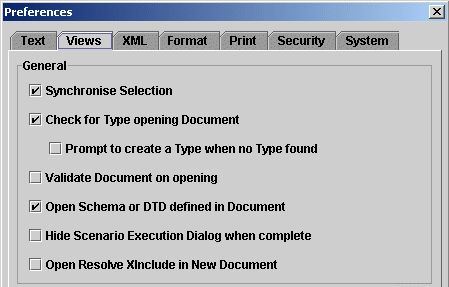 Preferences
Text Views XML Format Print Security System
General
Synchronise Selection
Check for Type opening Document
Prompt to create a Type when no Type found
Validate Document on opening
Open Schema or DTD defined in Document
Hide Scenario Execution Dialog when complete
Open Resolve XInclude in New Document